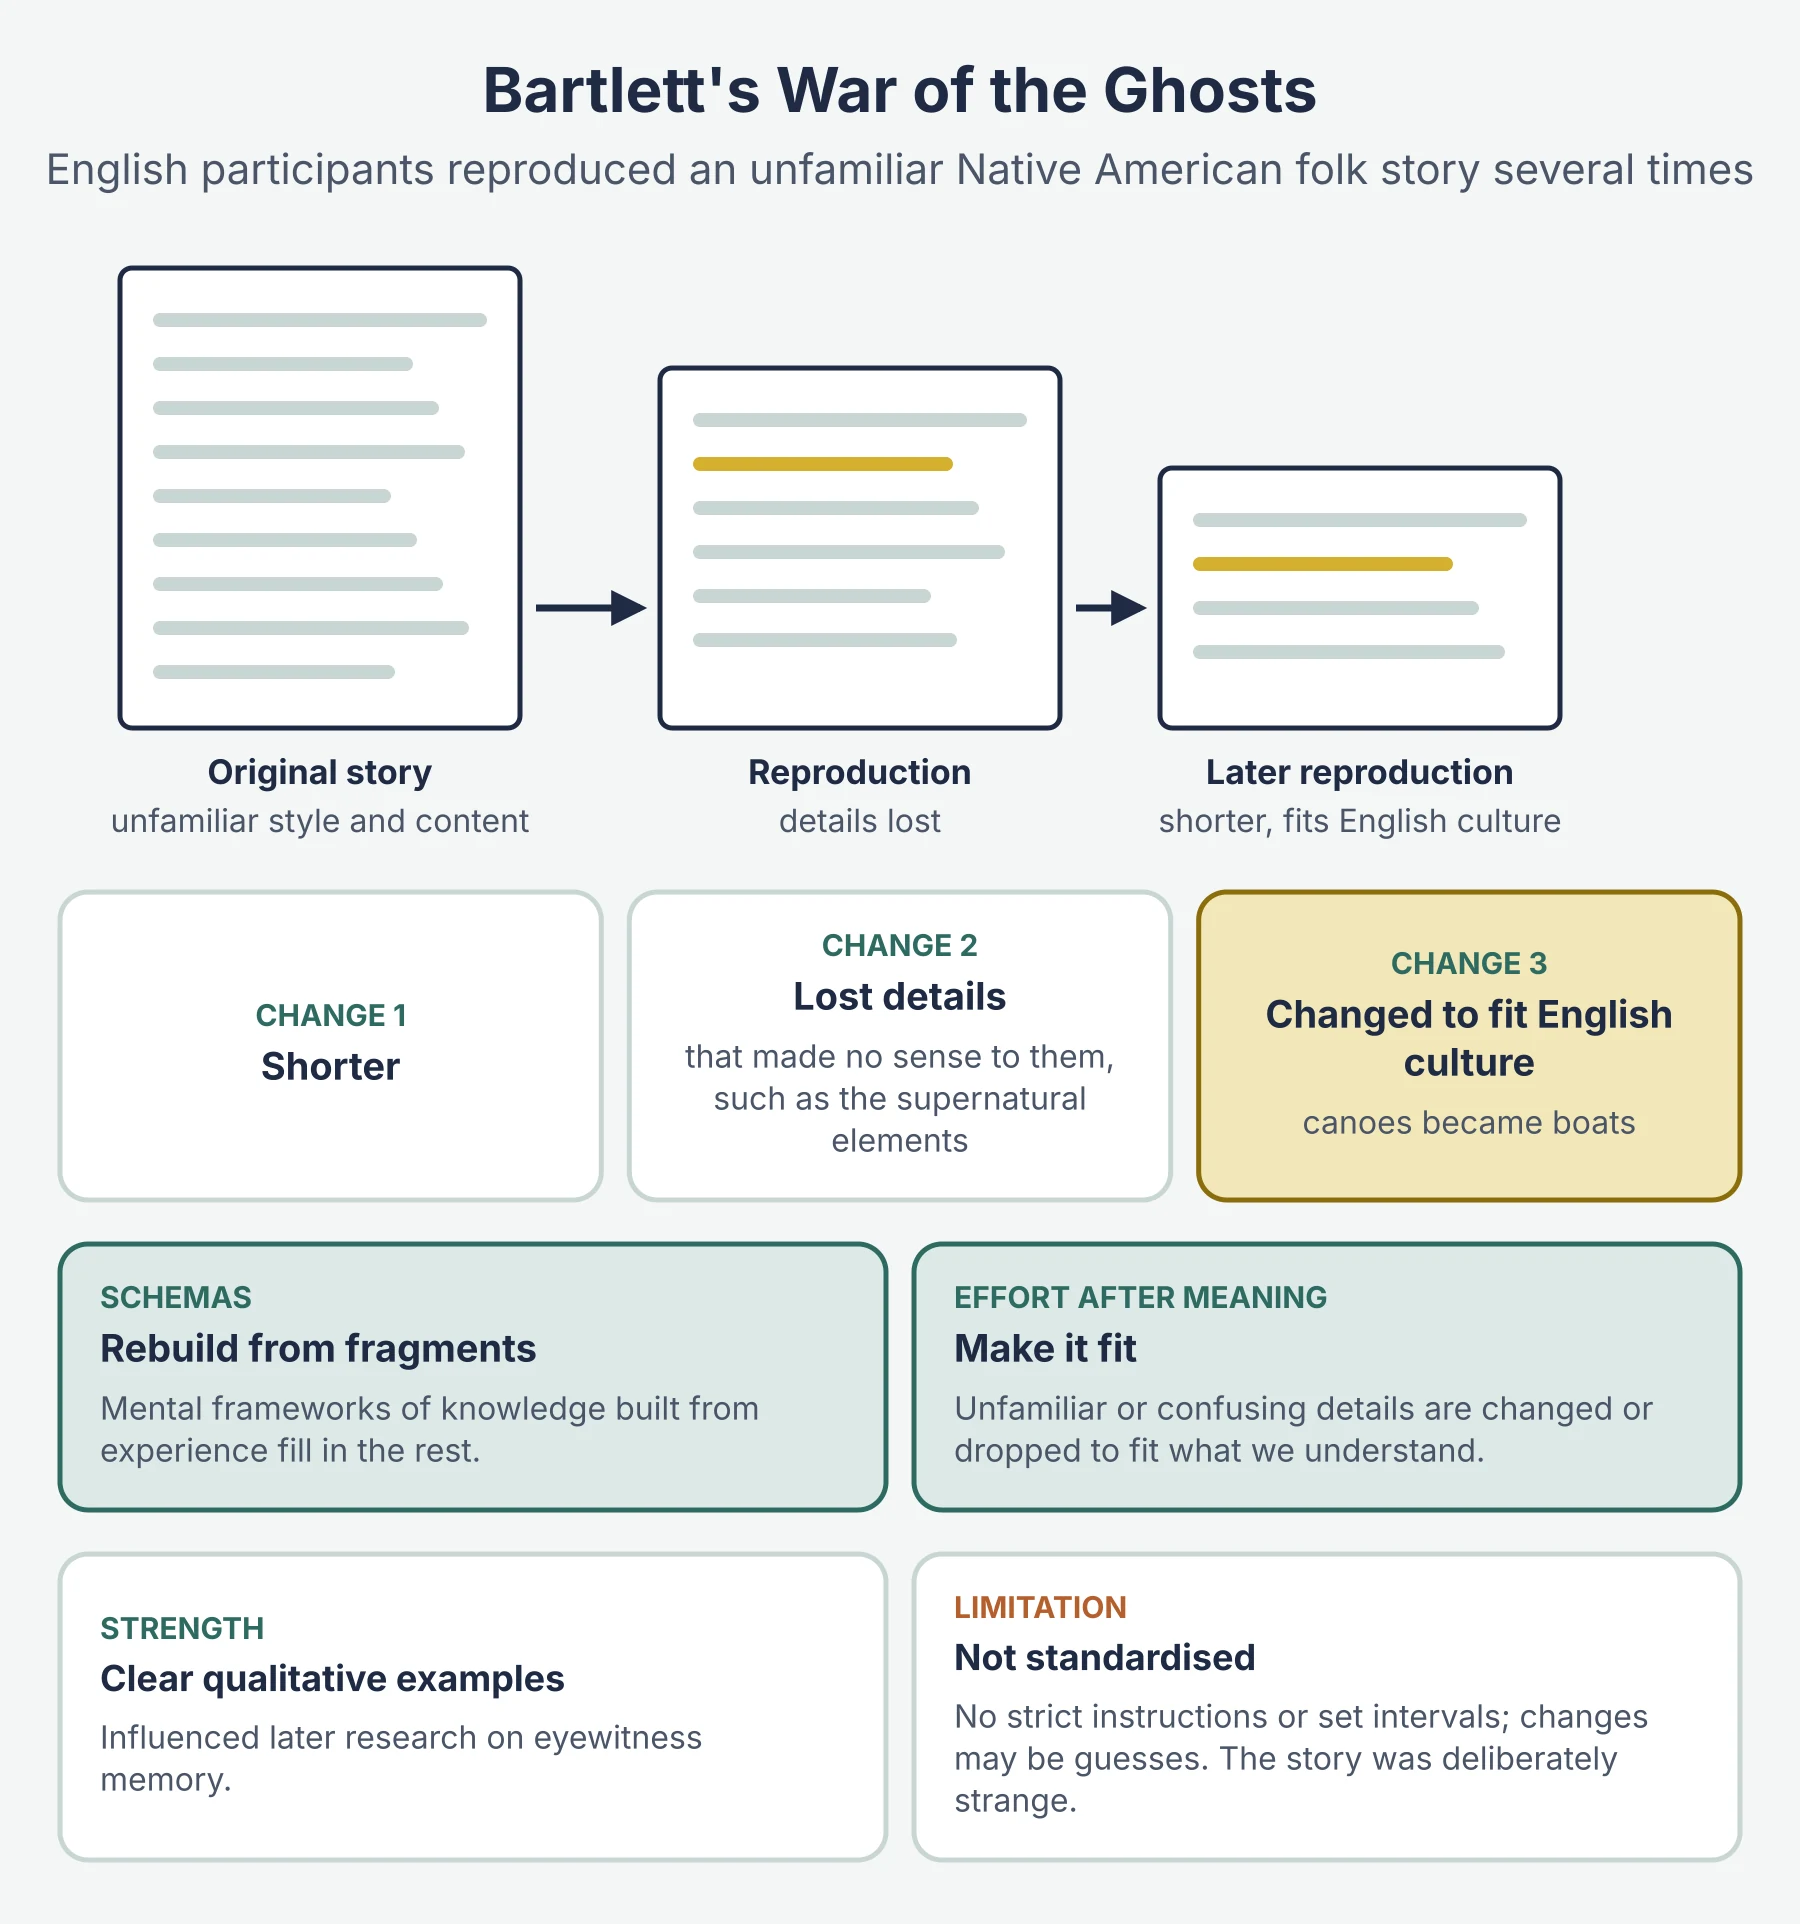 Bartlett's War of the Ghosts
English participants reproduced an unfamiliar Native American folk story several times
Original story
unfamiliar style and content
Reproduction
details lost
Later reproduction
shorter, fits English culture
CHANGE 1
Shorter
CHANGE 2
Lost details
that made no sense to them,
such as the supernatural
elements
CHANGE 3
Changed to fit English
culture
canoes became boats
SCHEMAS
Rebuild from fragments
Mental frameworks of knowledge built from
experience fill in the rest.
EFFORT AFTER MEANING
Make it fit
Unfamiliar or confusing details are changed or
dropped to fit what we understand.
STRENGTH
Clear qualitative examples
Influenced later research on eyewitness
memory.
LIMITATION
Not standardised
No strict instructions or set intervals; changes
may be guesses. The story was deliberately
strange.